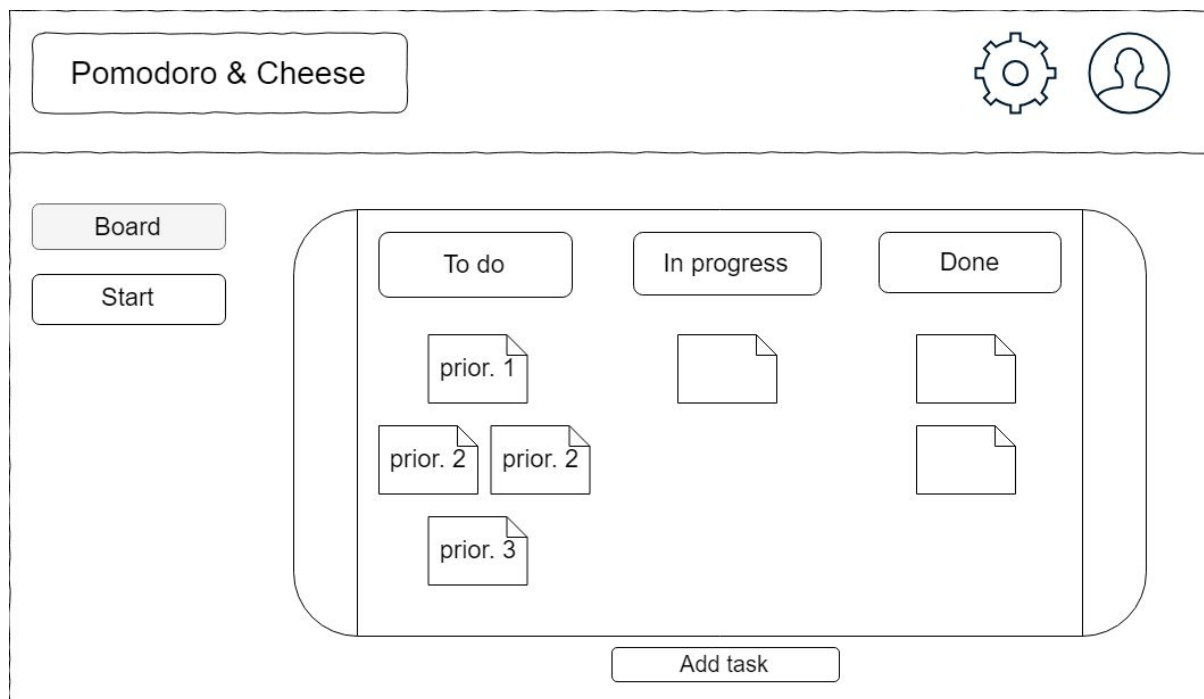 Pomodoro & Cheese
Board
Start
To do
In progress
Done
prior. 1
prior. 2
prior. 2
prior. 3
Add task